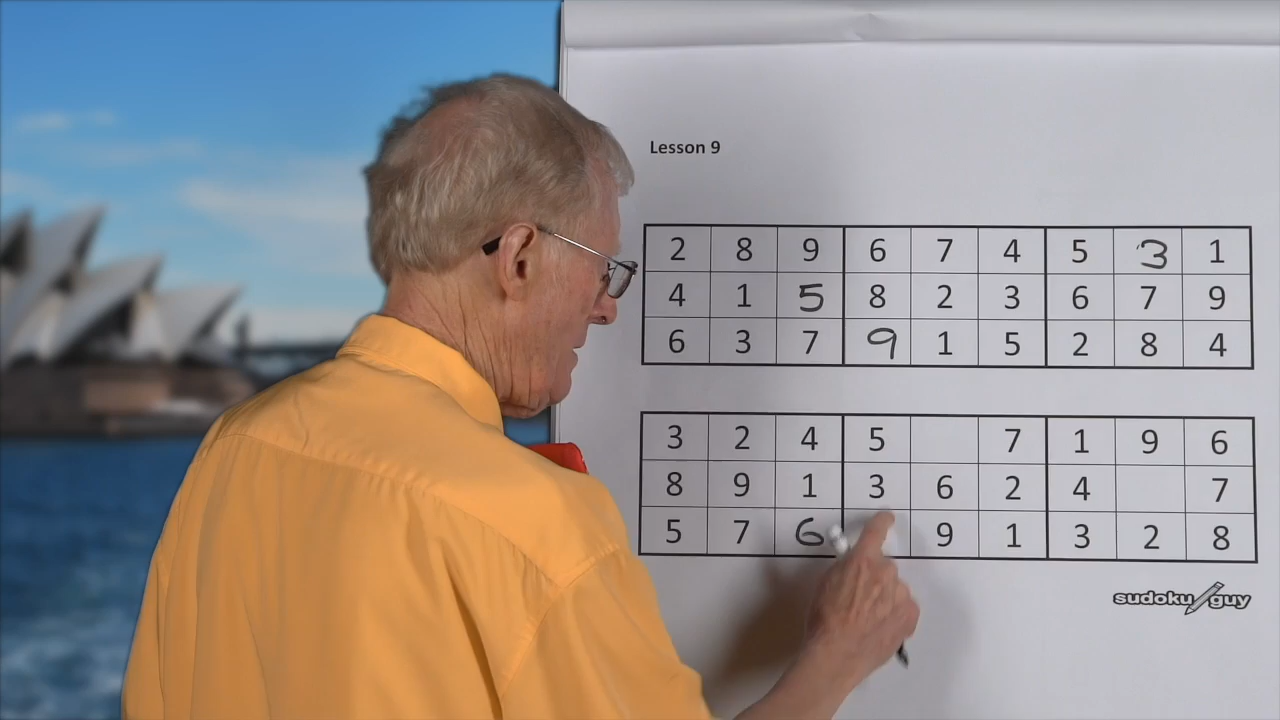 Lesson 9
2 8 9 6 7 4 5 3 1
4 1 5 8 2 3 6 7 9
6 3 7 9 1 5 2 8 4
3 2 4 5 7 1 9 6
8 9 1 3 6 2 4 7
5 7 6 9 1 3 2 8
sudoku guy